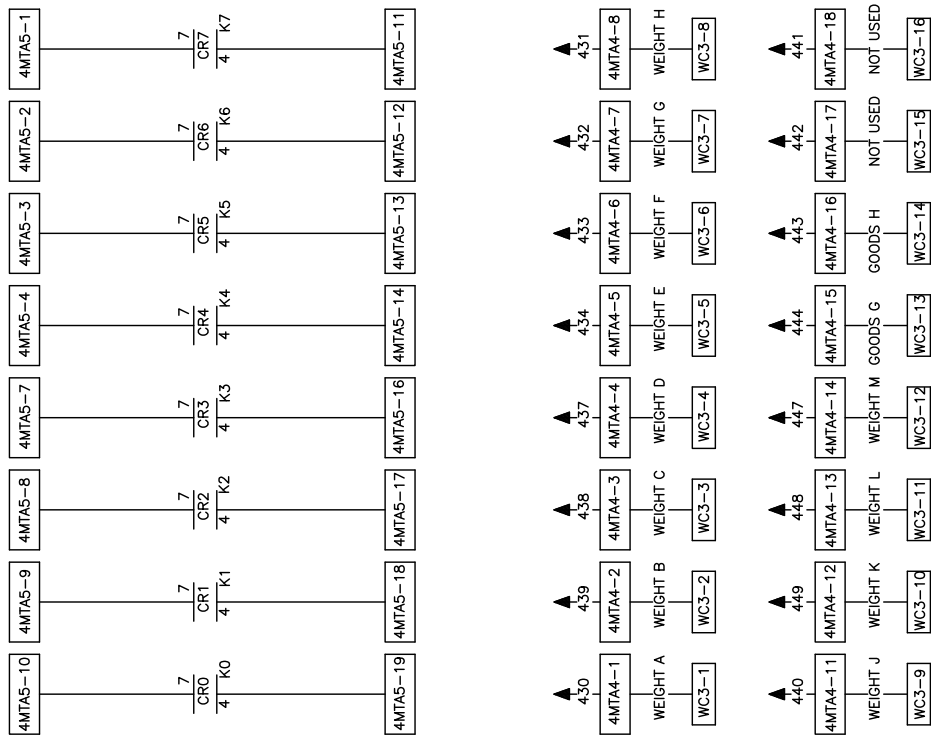 4MTA5-1
7
CR7
4
K7
4MTA5-11
431
4MTA4-8
WEIGHT H
WC3-8
441
4MTA4-18
NOT USED
WC3-16
4MTA5-2
7
CR6
4
K6
4MTA5-12
432
4MTA4-7
WEIGHT G
WC3-7
442
4MTA4-17
NOT USED
WC3-15
4MTA5-3
7
CR5
4
K5
4MTA5-13
433
4MTA4-6
WEIGHT F
WC3-6
443
4MTA4-16
GOODS H
WC3-14
4MTA5-4
7
CR4
4
K4
4MTA5-14
434
4MTA4-5
WEIGHT E
WC3-5
444
4MTA4-15
GOODS G
WC3-13
4MTA5-7
7
CR3
4
K3
4MTA5-16
437
4MTA4-4
WEIGHT D
WC3-4
447
4MTA4-14
WEIGHT M
WC3-12
4MTA5-8
7
CR2
4
K2
4MTA5-17
438
4MTA4-3
WEIGHT C
WC3-3
448
4MTA4-13
WEIGHT L
WC3-11
4MTA5-9
7
CR1
4
K1
4MTA5-18
439
4MTA4-2
WEIGHT B
WC3-2
449
4MTA4-12
WEIGHT K
WC3-10
4MTA5-10
7
CR0
4
K0
4MTA5-19
430
4MTA4-1
WEIGHT A
WC3-1
440
4MTA4-11
WEIGHT J
WC3-9